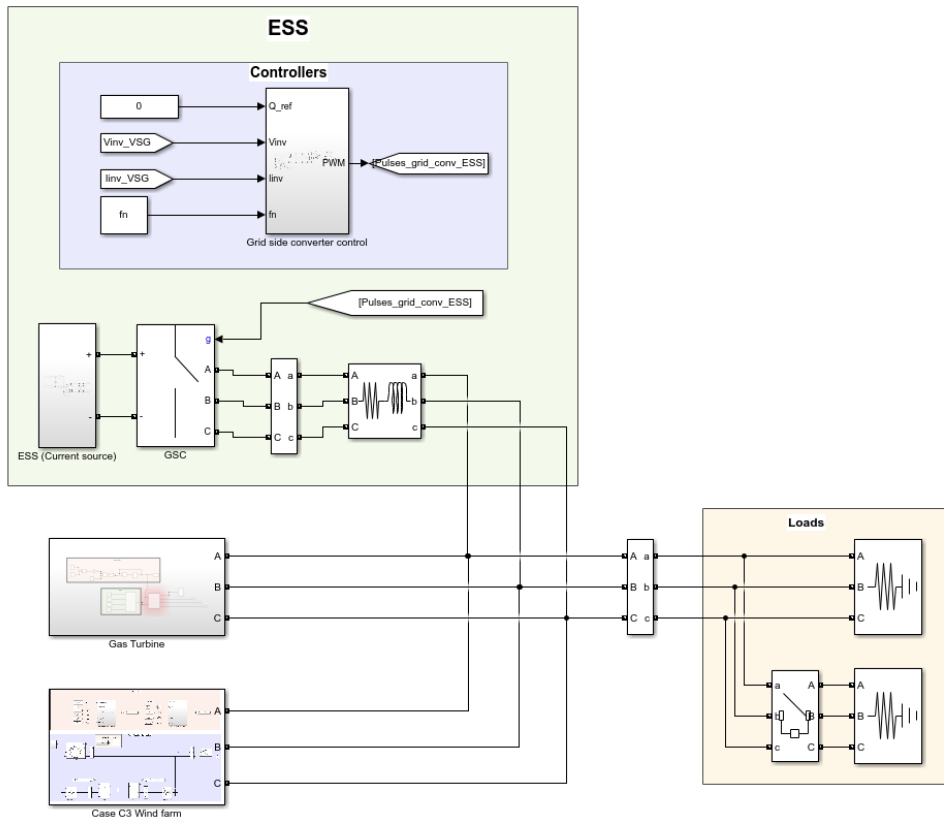 ESS
Controllers
0
Q_ref
Vinv_VSG
Vinv
PWM
[Pulses_grid_conv_ESS]
Iinv_VSG
Iinv
fn
fn
Grid side converter control
[Pulses_grid_conv_ESS]
g
+
+
A
A
a
A
a
B
B
b
B
b
-
-
C
C
c
C
c
ESS (Current source)
GSC
Loads
A
A
a
A
B
B
b
B
C
C
c
C
Gas Turbine
a
A
A
A
b
B
B
B
c
C
C
C
Case C3 Wind farm